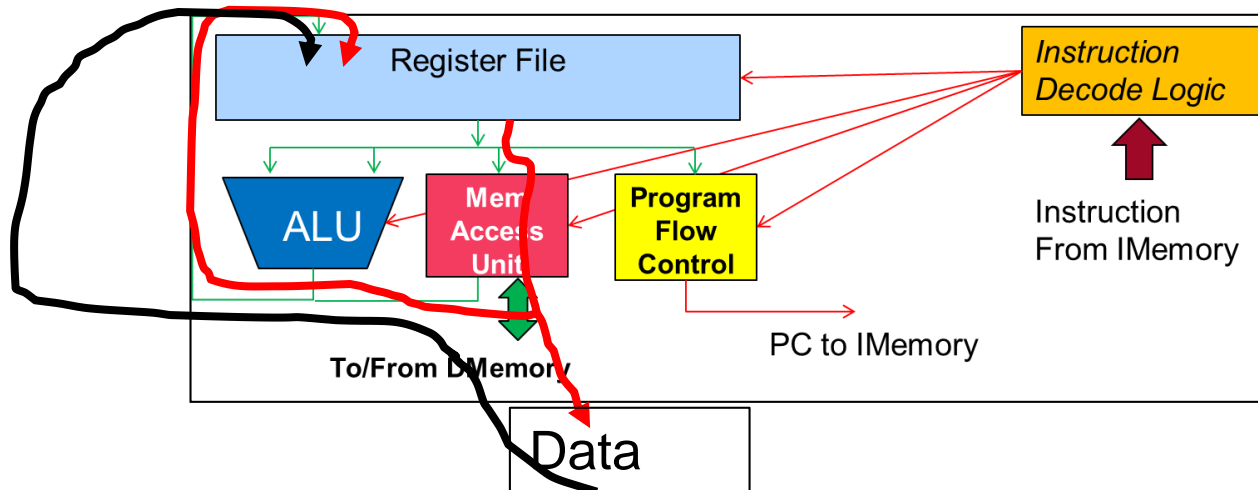 Register File
Instruction
Decode Logic
ALU
Mem
Access
Unit
Program
Flow
Control
Instruction
From IMemory
PC to IMemory
To/From DMemory
Data